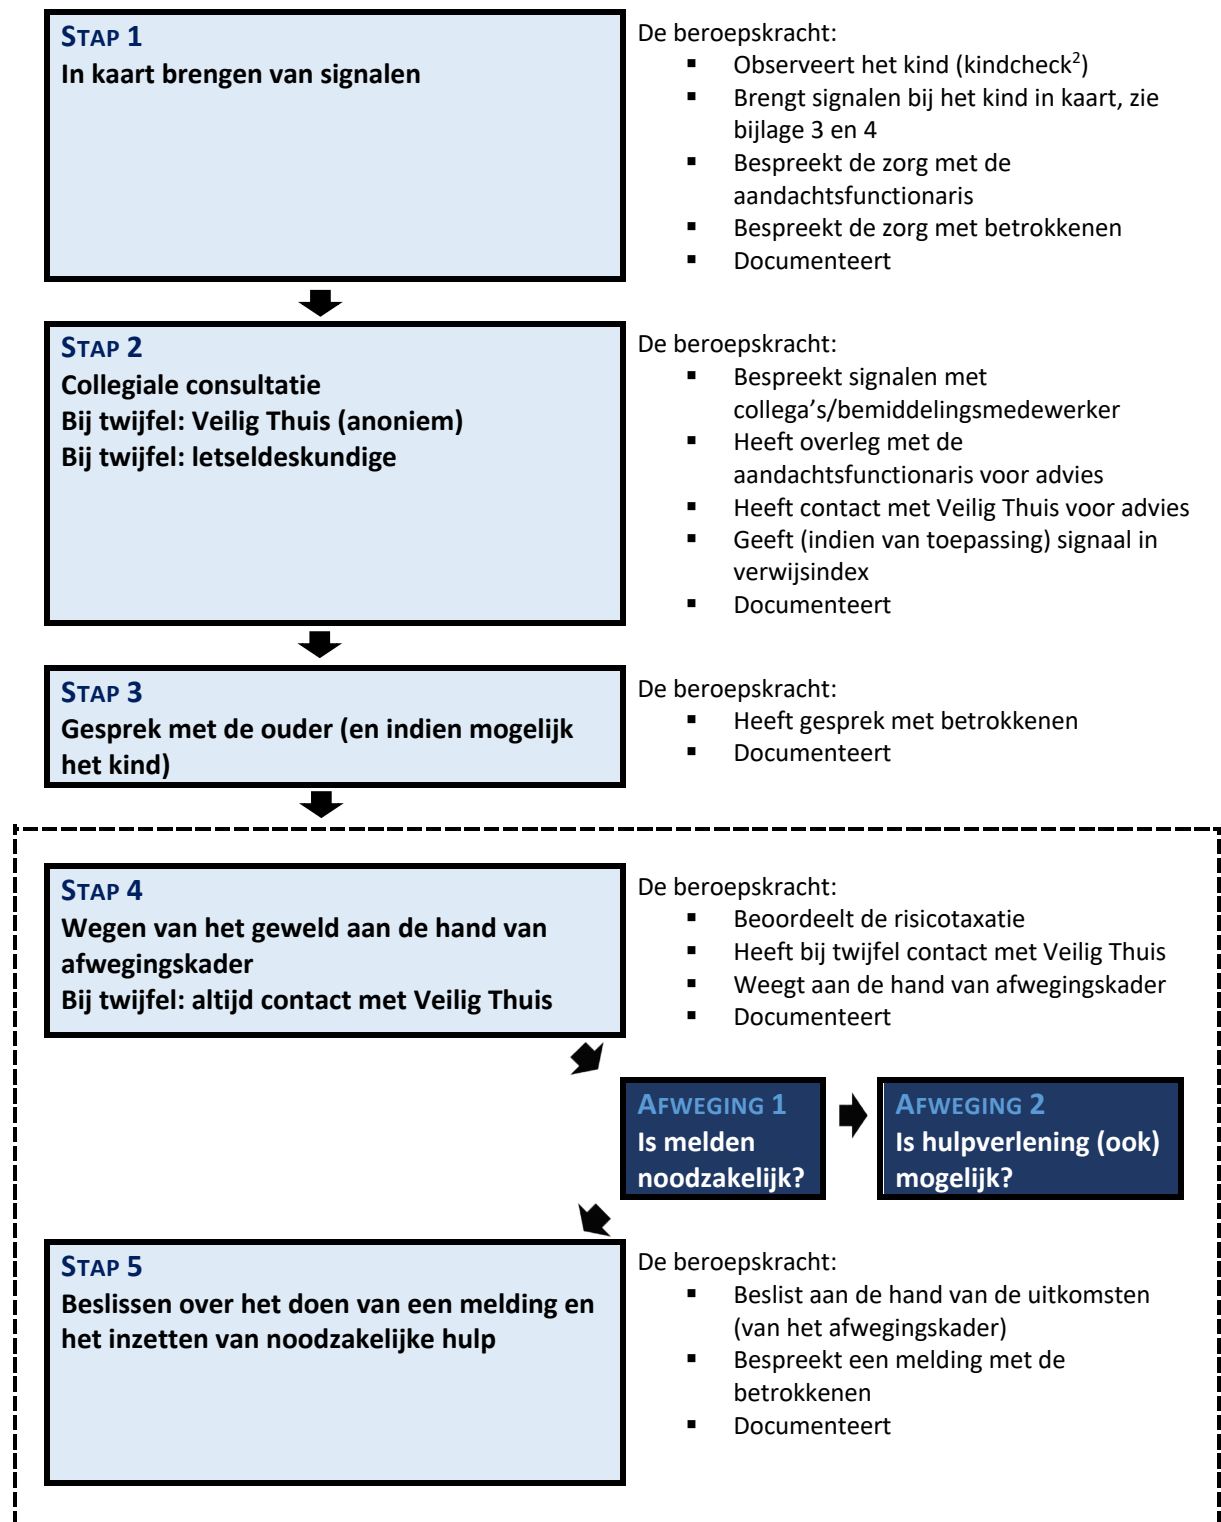 STAP 1
In kaart brengen van signalen
De beroepskracht:
▪ Observeert het kind (kindcheck²)
▪ Brengt signalen bij het kind in kaart, zie
bijlage 3 en 4
▪ Bespreekt de zorg met de
aandachtsfunctionaris
▪ Bespreekt de zorg met betrokkenen
▪ Documenteert
STAP 2
Collegiale consultatie
Bij twijfel: Veilig Thuis (anoniem)
Bij twijfel: letseldeskundige
De beroepskracht:
▪ Bespreekt signalen met
collega’s/bemiddelingsmedewerker
▪ Heeft overleg met de
aandachtsfunctionaris voor advies
▪ Heeft contact met Veilig Thuis voor advies
▪ Geeft (indien van toepassing) signaal in
verwijsindex
▪ Documenteert
STAP 3
Gesprek met de ouder (en indien mogelijk
het kind)
De beroepskracht:
▪ Heeft gesprek met betrokkenen
▪ Documenteert
STAP 4
Wegen van het geweld aan de hand van
afwegingskader
Bij twijfel: altijd contact met Veilig Thuis
De beroepskracht:
▪ Beoordeelt de risicotaxatie
▪ Heeft bij twijfel contact met Veilig Thuis
▪ Weegt aan de hand van afwegingskader
▪ Documenteert
AFWEGING 1
Is melden
noodzakelijk?
AFWEGING 2
Is hulpverlening (ook)
mogelijk?
STAP 5
Beslissen over het doen van een melding en
het inzetten van noodzakelijke hulp
De beroepskracht:
▪ Beslist aan de hand van de uitkomsten
(van het afwegingskader)
▪ Bespreekt een melding met de
betrokkenen
▪ Documenteert